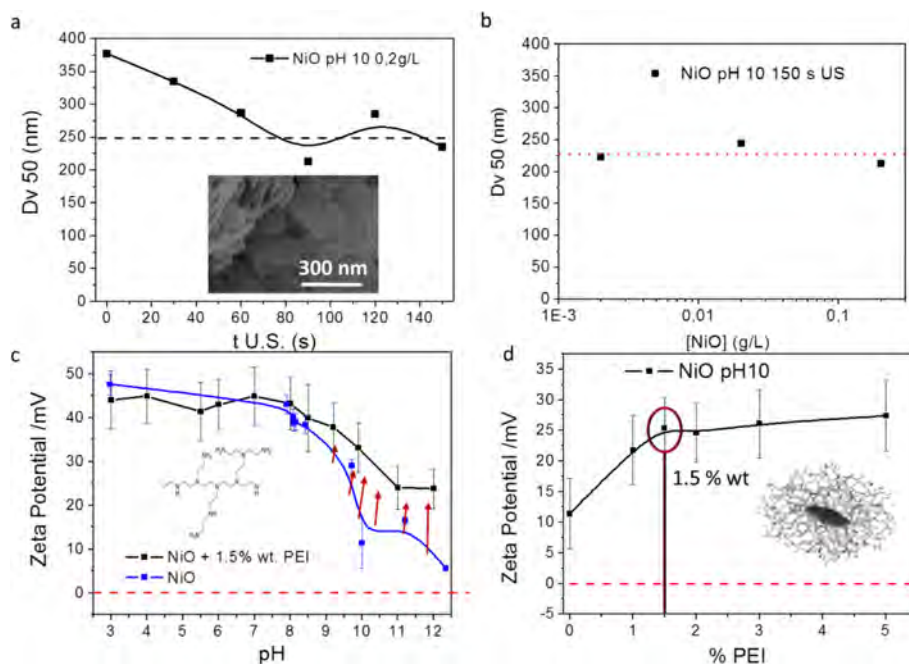 a
400
350
300
250
200
150
100
50
0
Dv 50 (nm)
NiO pH 10 0,2g/L
300 nm
0 20 40 60 80 100 120 140
t U.S. (s)
b
400
350
300
250
200
150
100
50
0
Dv 50 (nm)
NiO pH 10 150 s US
1E-3 0,01 0,1
[NiO] (g/L)
c
50
40
30
20
10
0
Zeta Potential /mV
NiO + 1.5% wt. PEI
NiO
3 4 5 6 7 8 9 10 11 12
pH
d
35
30
25
20
15
10
5
0
-5
Zeta Potential /mV
NiO pH10
1.5 % wt
0 1 2 3 4 5
% PEI